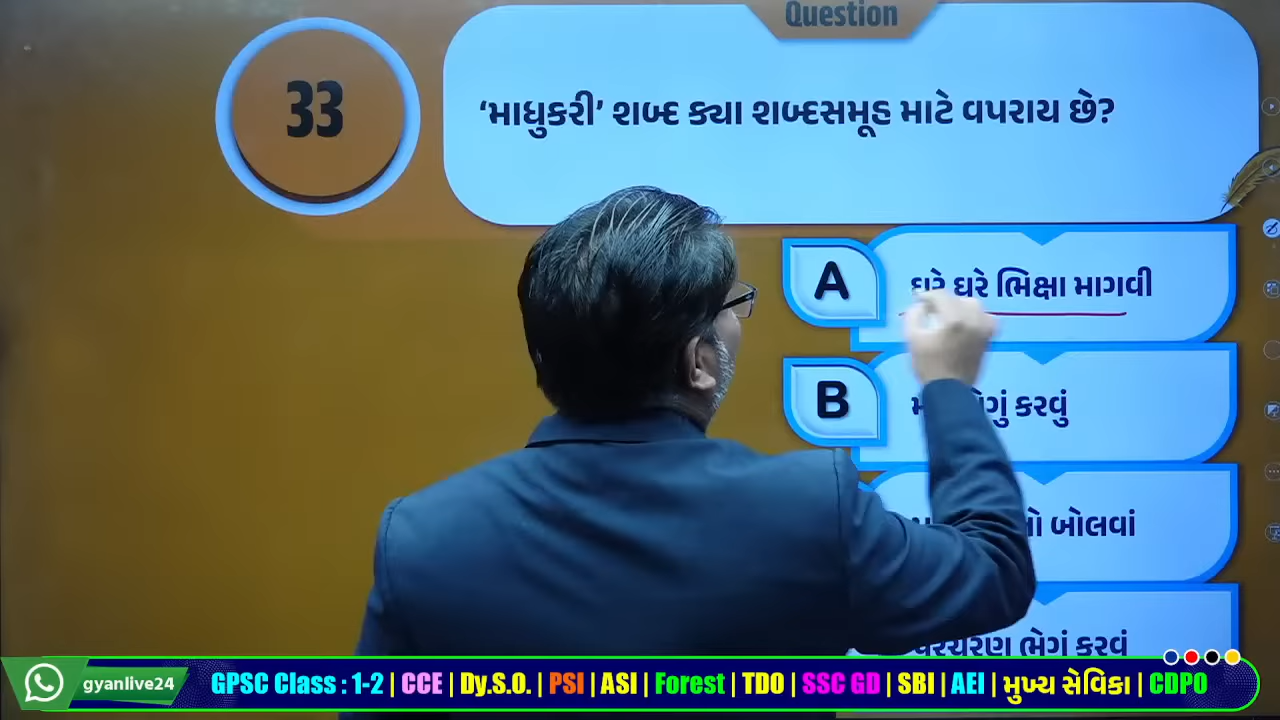 Question
33
‘માધુકરી’ શબ્દ ક્યા શબ્દસમૂહ માટે વપરાય છે?
A
ઘરે ઘરે ભિક્ષા માગવી
B
કરવું
બોલવાં
ભેગું કરવું
gyanlive24
GPSC Class : 1-2 | CCE | Dy.S.O. | PSI | ASI | Forest | TDO | SSC GD | SBI | AEI | મુખ્ય સેવિકા | CDPO